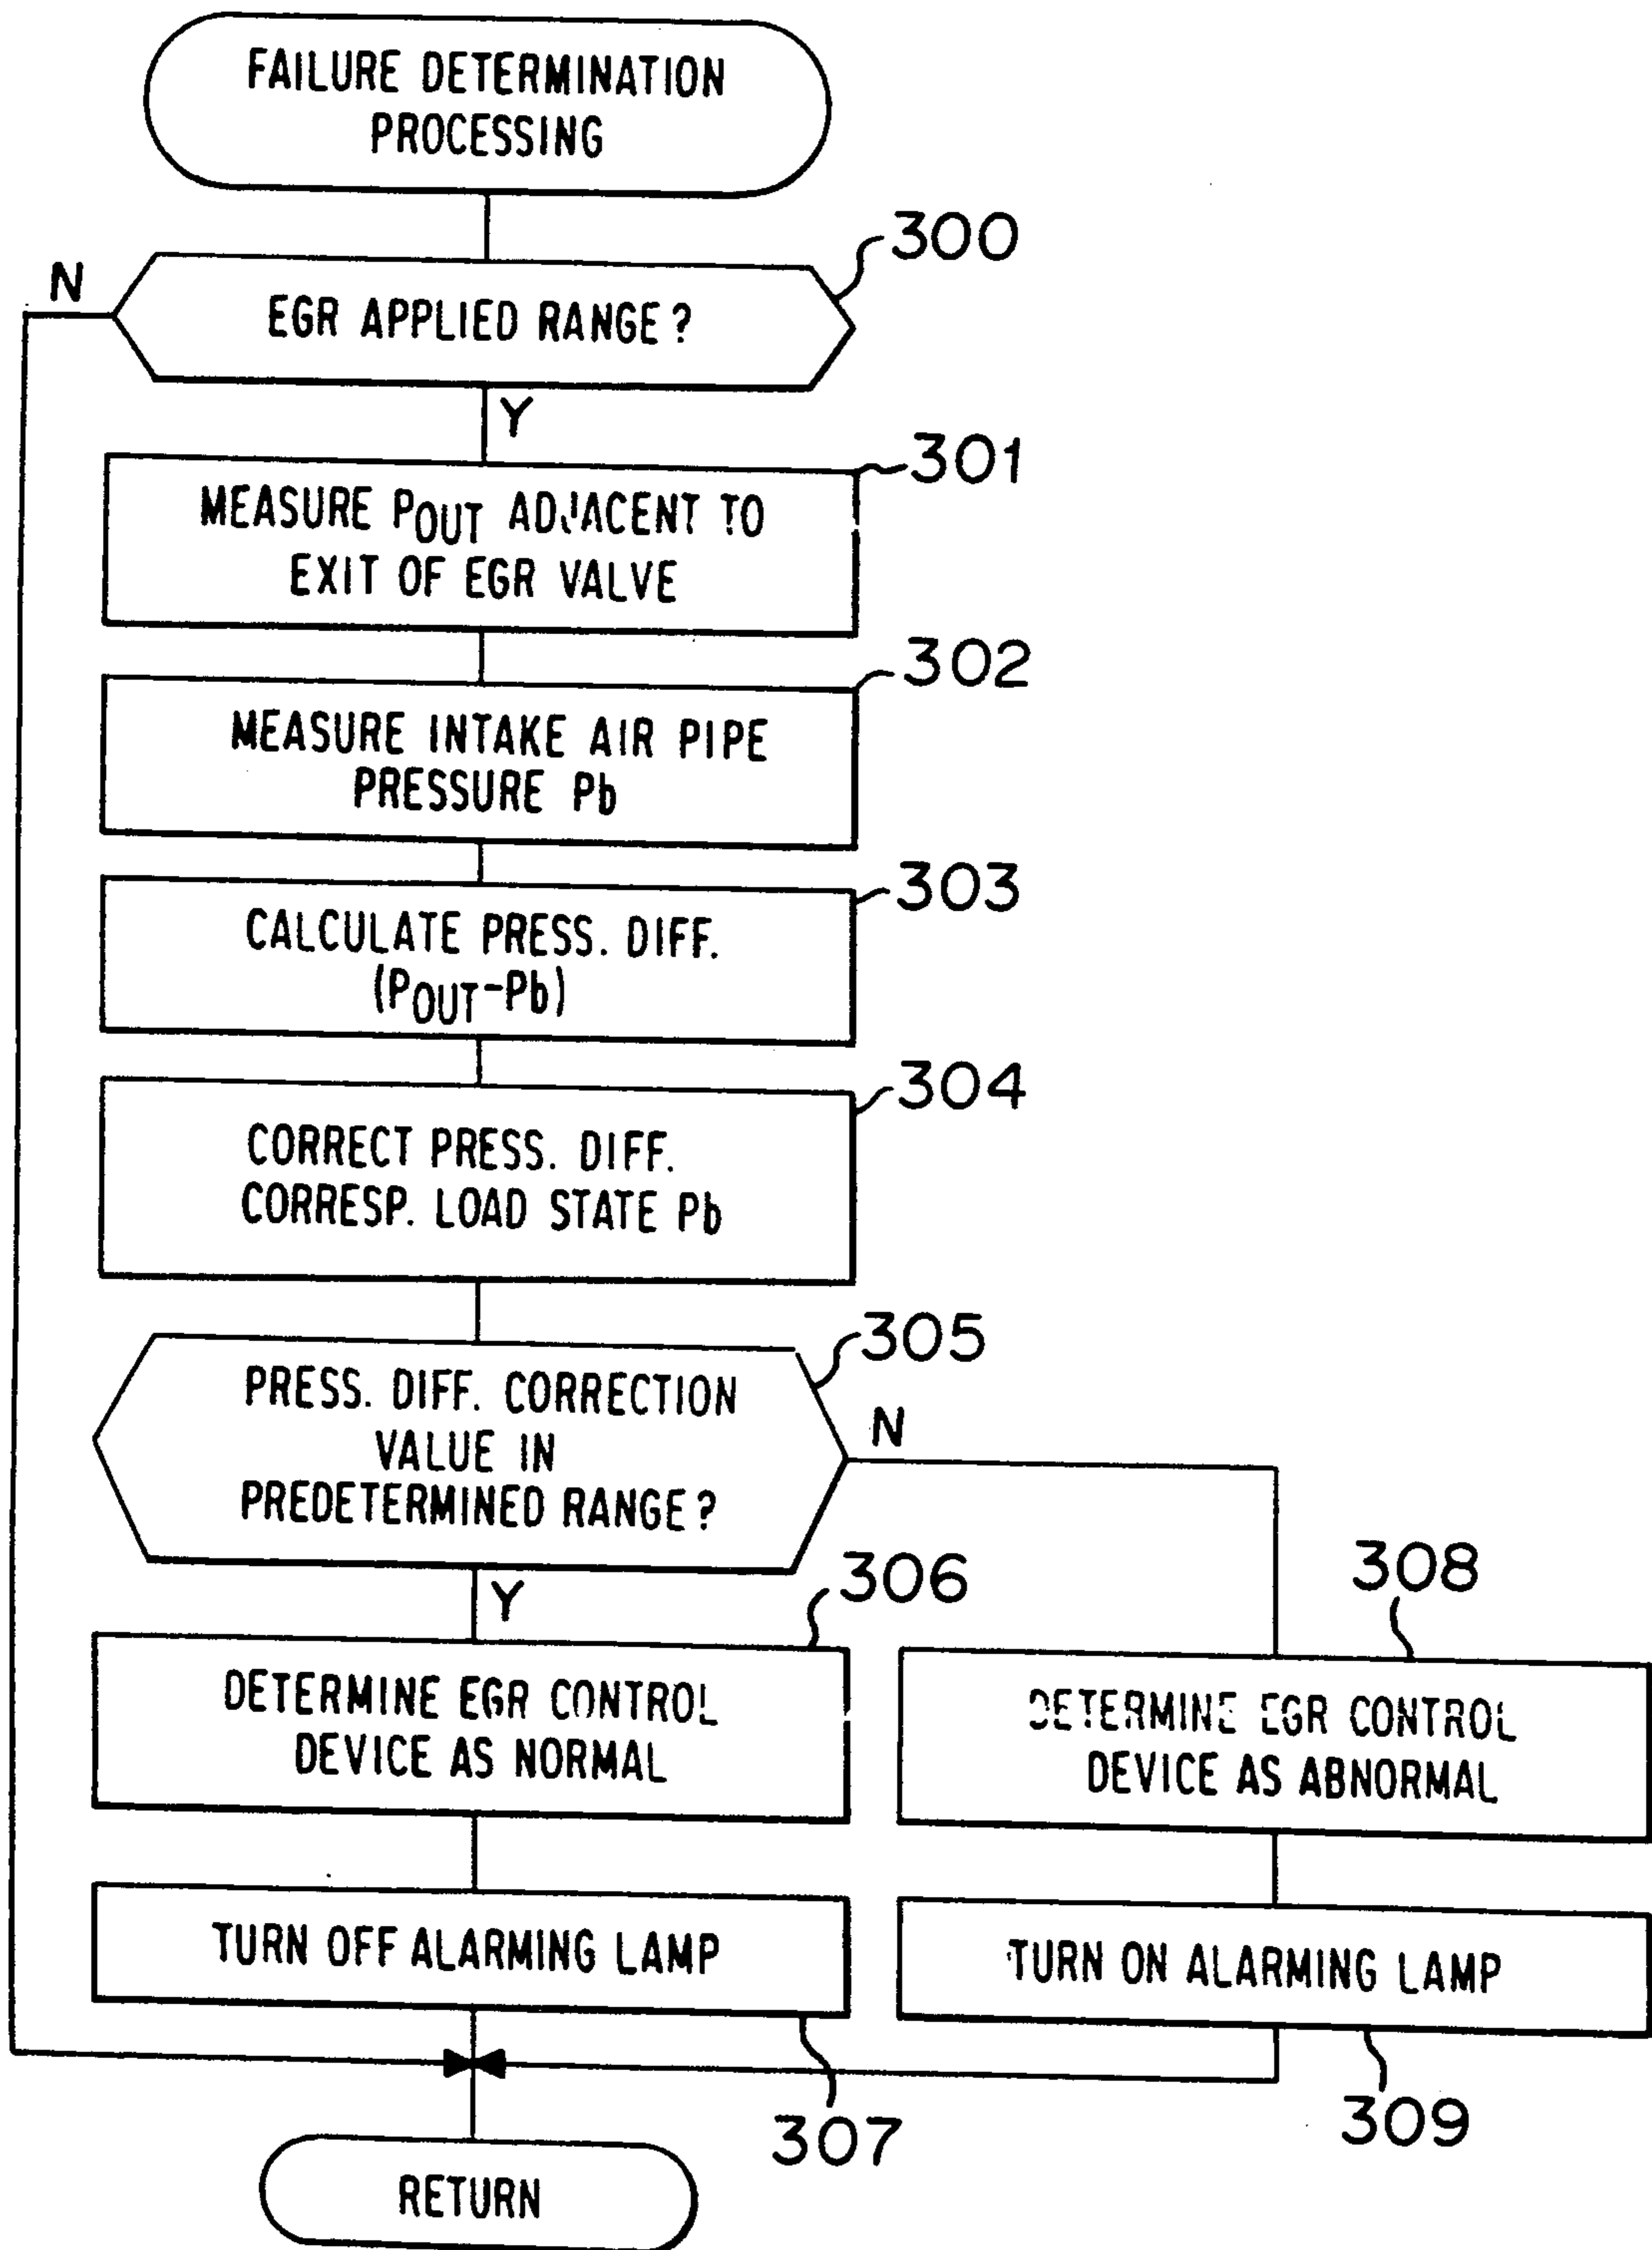 FAILURE DETERMINATION
PROCESSING
300
N
EGR APPLIED RANGE?
Y
301
MEASURE POUT ADJACENT TO
EXIT OF EGR VALVE
302
MEASURE INTAKE AIR PIPE
PRESSURE Pb
303
CALCULATE PRESS. DIFF.
(POUT-Pb)
304
CORRECT PRESS. DIFF.
CORRESP. LOAD STATE Pb
305
PRESS. DIFF. CORRECTION
VALUE IN
PREDETERMINED RANGE?
N
Y
306
308
DETERMINE EGR CONTROL
DEVICE AS NORMAL
DETERMINE EGR CONTROL
DEVICE AS ABNORMAL
TURN OFF ALARMING LAMP
TURN ON ALARMING LAMP
307
309
RETURN